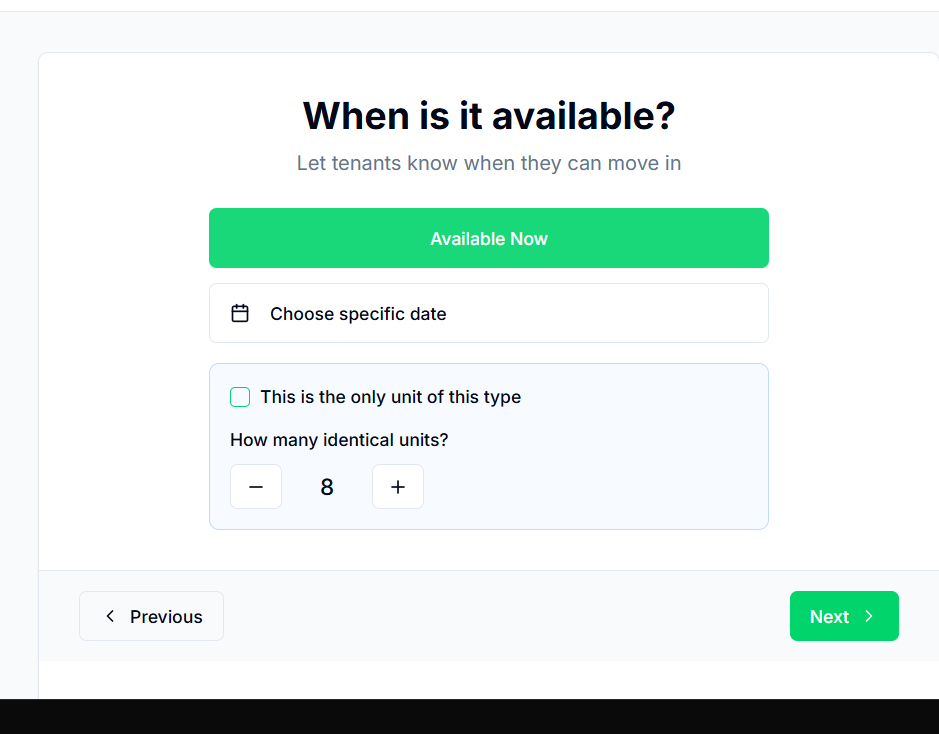 When is it available?
Let tenants know when they can move in
Available Now
Choose specific date
This is the only unit of this type
How many identical units?
− 8 +
Previous
Next